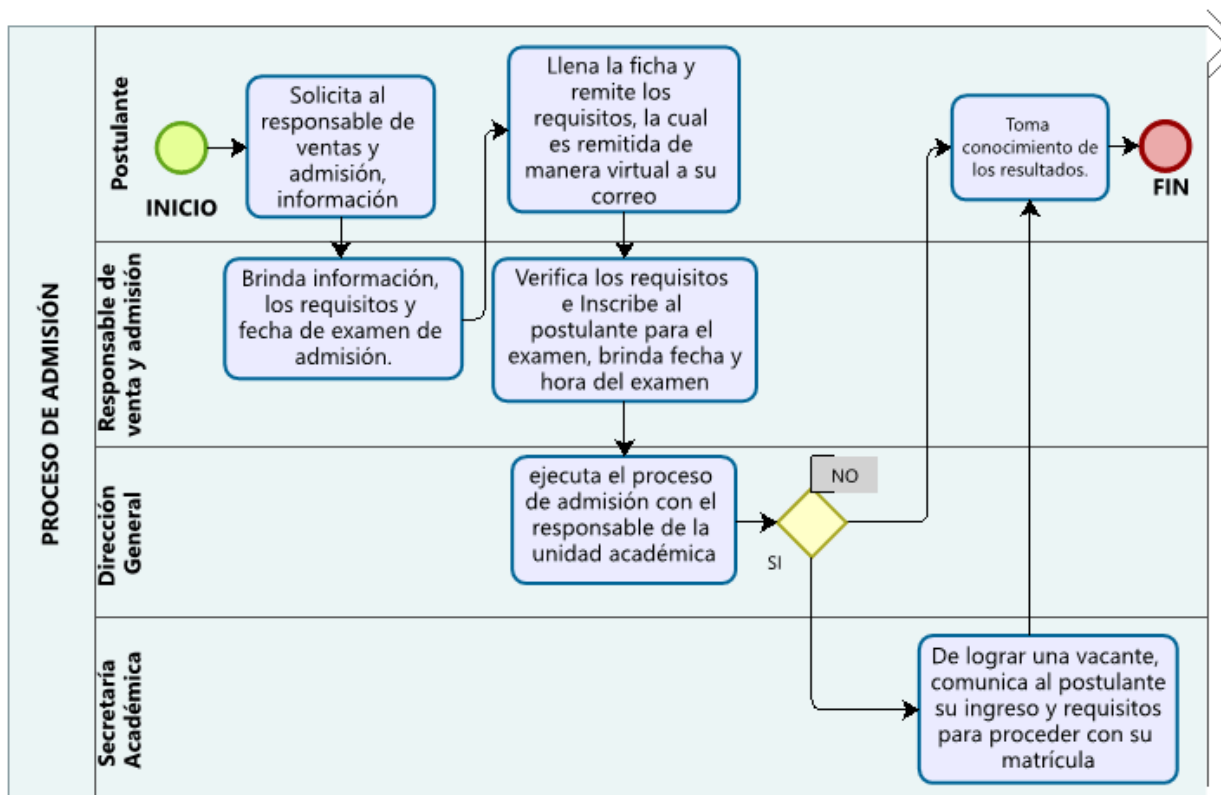 PROCESO DE ADMISIÓN
Postulante
INICIO
Solicita al
responsable de
ventas y
admisión,
información
Llena la ficha y
remite los
requisitos, la cual
es remitida de
manera virtual a su
correo
Toma
conocimiento de
los resultados.
FIN
Responsable de
venta y admisión
Brinda información,
los requisitos y
fecha de examen de
admisión.
Verifica los requisitos
e Inscribe al
postulante para el
examen, brinda fecha y
hora del examen
Dirección
General
ejecuta el proceso
de admisión con el
responsable de la
unidad académica
NO
SI
Secretaría
Académica
De lograr una vacante,
comunica al postulante
su ingreso y requisitos
para proceder con su
matrícula